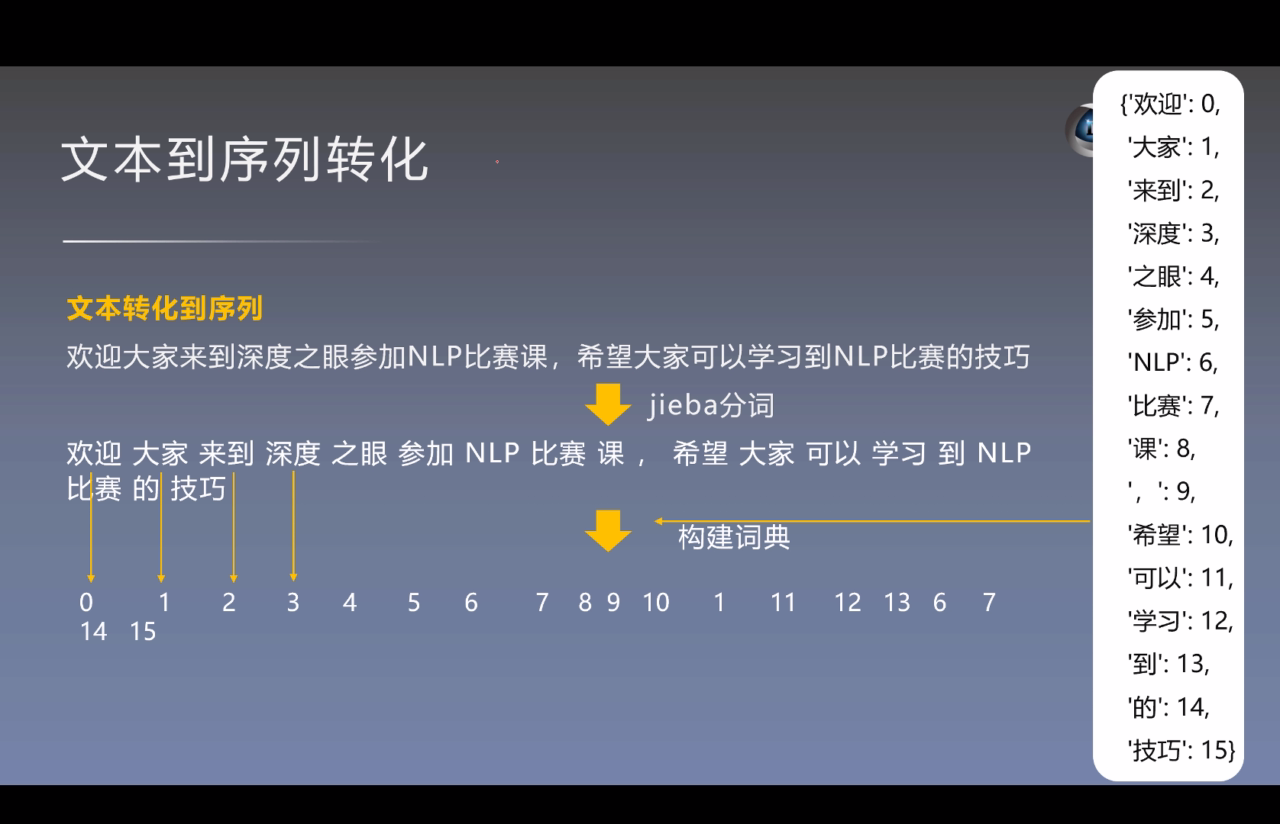 文本到序列转化
文本转化到序列
欢迎大家来到深度之眼参加NLP比赛课，希望大家可以学习到NLP比赛的技巧
jieba分词
欢迎 大家 来到 深度 之眼 参加 NLP 比赛 课 ， 希望 大家 可以 学习 到 NLP
比赛 的 技巧
构建词典
0 1 2 3 4 5 6 7 8 9 10 1 11 12 13 6 7
14 15
{'欢迎': 0,
'大家': 1,
'来到': 2,
'深度': 3,
'之眼': 4,
'参加': 5,
'NLP': 6,
'比赛': 7,
'课': 8,
'，': 9,
'希望': 10,
'可以': 11,
'学习': 12,
'到': 13,
'的': 14,
'技巧': 15}